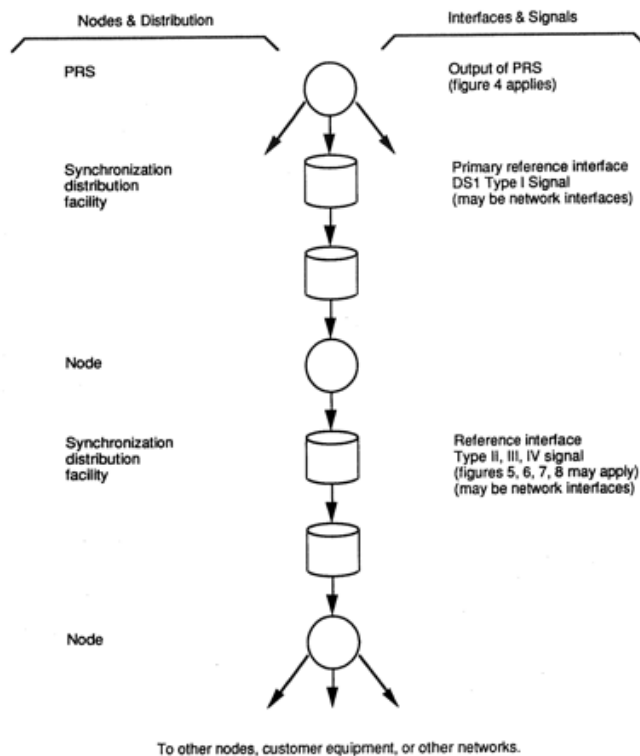 Nodes & Distribution
Interfaces & Signals
PRS
Output of PRS
(figure 4 applies)
Synchronization
distribution
facility
Primary reference interface
DS1 Type I Signal
(may be network interfaces)
Node
Synchronization
distribution
facility
Reference interface
Type II, III, IV signal
(figures 5, 6, 7, 8 may apply)
(may be network interfaces)
Node
To other nodes, customer equipment, or other networks.